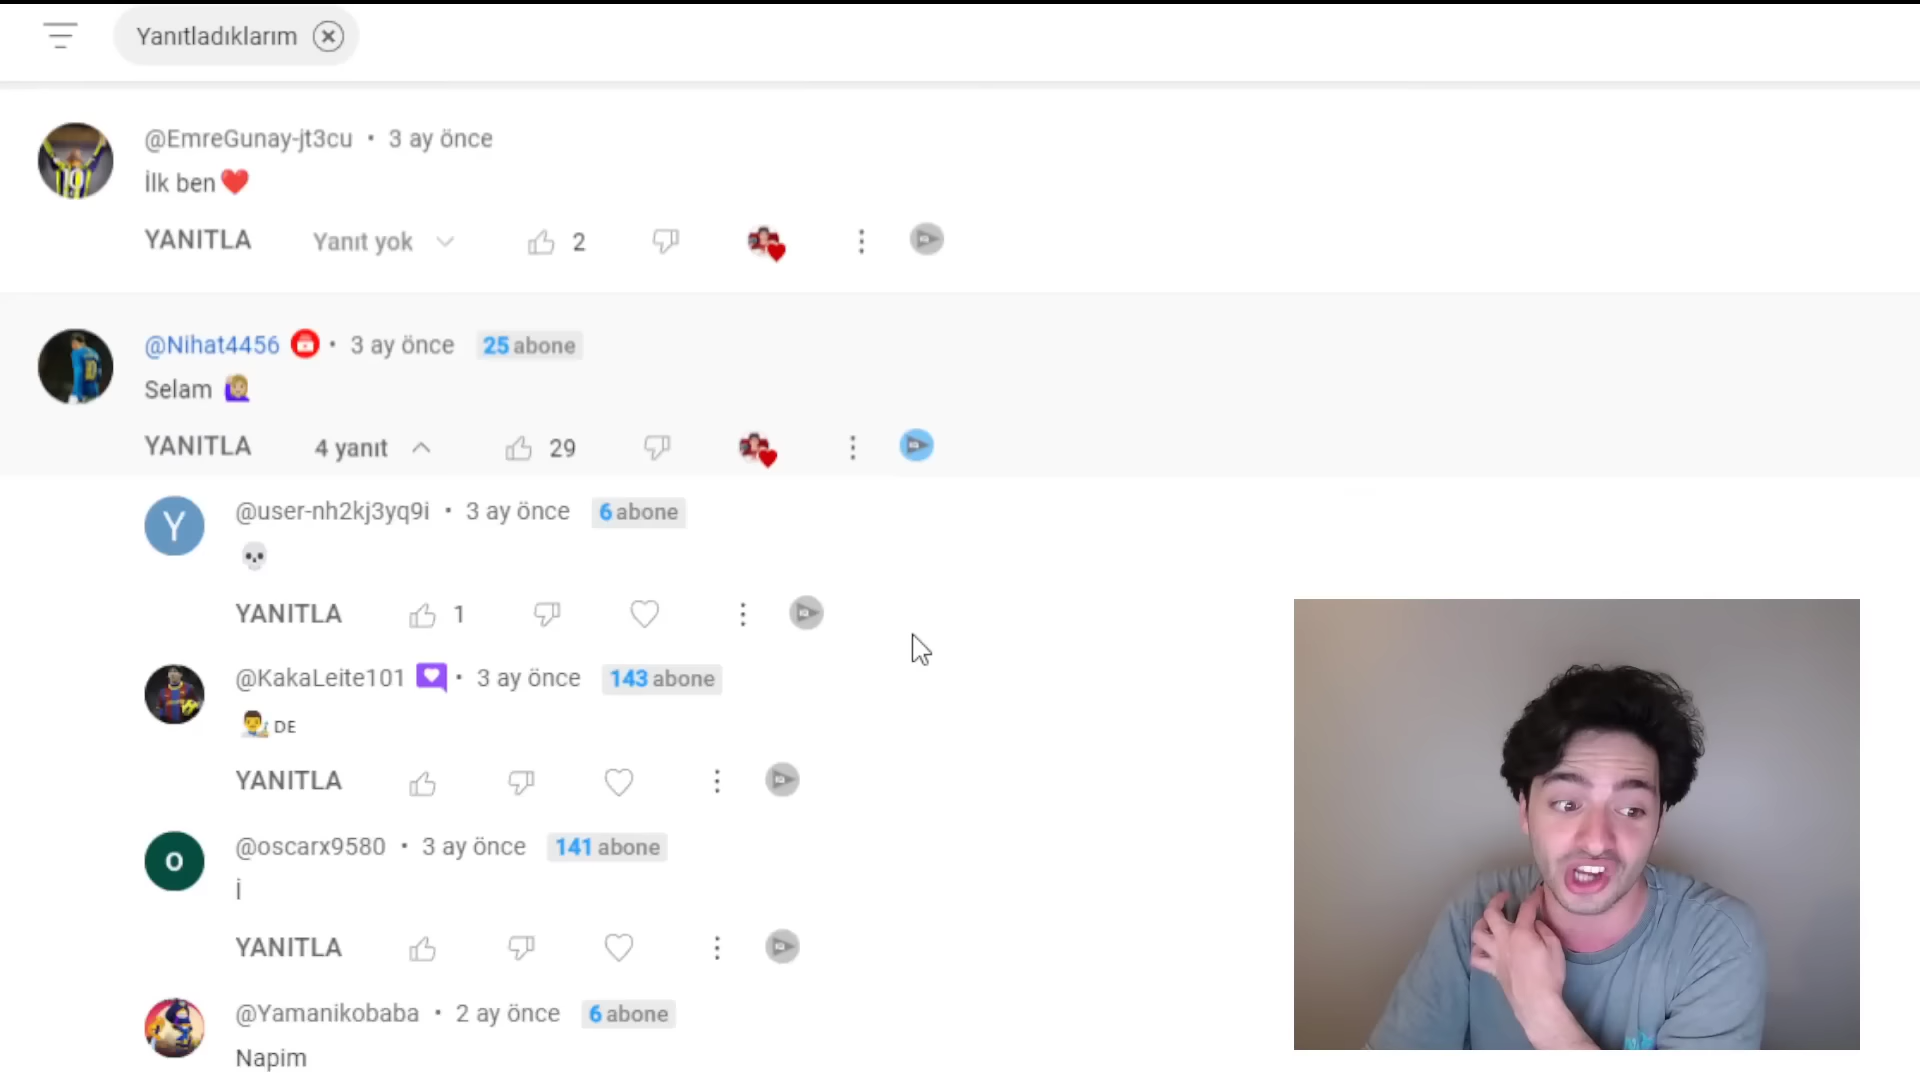 Yanıtladıklarım
@EmreGunay-jt3cu • 3 ay önce
İlk ben❤️
YANITLA Yanıt yok 2
@Nihat4456 • 3 ay önce 25 abone
Selam 🙋🏼‍♀️
YANITLA 4 yanıt 29
Y
@user-nh2kj3yq9i • 3 ay önce 6 abone
💀
YANITLA 1
@KakaLeite101 • 3 ay önce 143 abone
👨‍🎨 DE
YANITLA
o
@oscarx9580 • 3 ay önce 141 abone
İ
YANITLA
@Yamanikobaba • 2 ay önce 6 abone
Napim